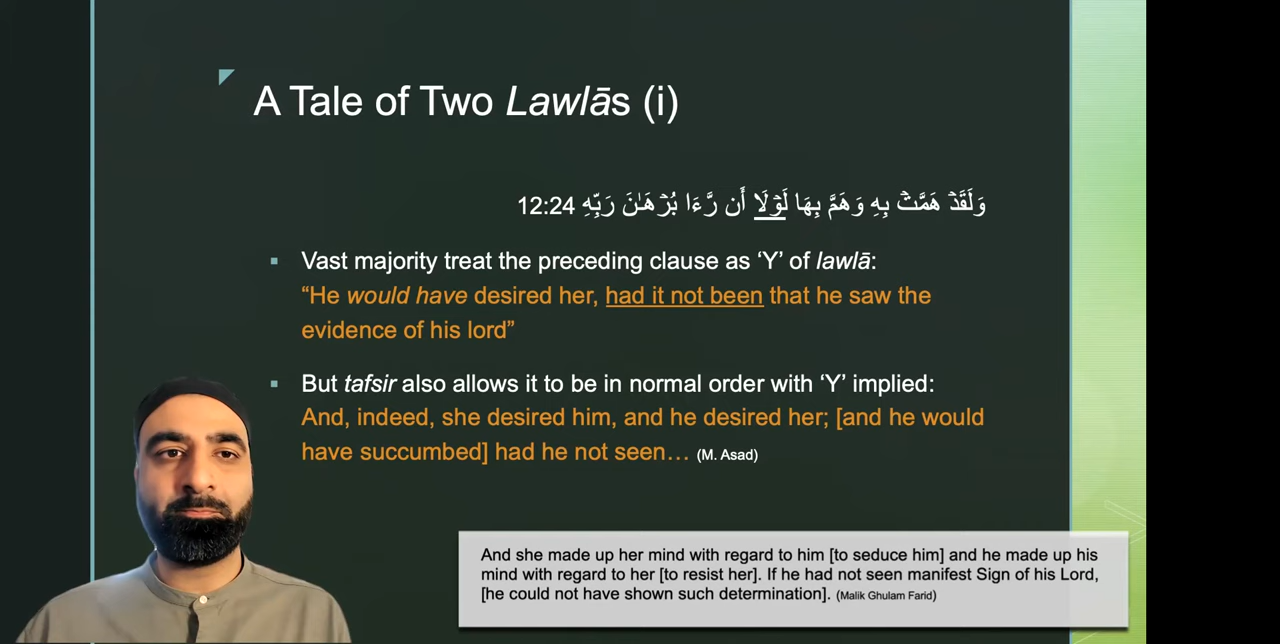 A Tale of Two Lawlās (i)
وَلَقَدۡ هَمَّتۡ بِهِۦ وَهَمَّ بِهَا لَوۡلَآ أَن رَّءَا بُرۡهَـٰنَ رَبِّهِۦ 12:24
▪ Vast majority treat the preceding clause as ‘Y’ of lawlā:
“He would have desired her, had it not been that he saw the
evidence of his lord”
▪ But tafsir also allows it to be in normal order with ‘Y’ implied:
And, indeed, she desired him, and he desired her; [and he would
have succumbed] had he not seen… (M. Asad)
And she made up her mind with regard to him [to seduce him] and he made up his
mind with regard to her [to resist her]. If he had not seen manifest Sign of his Lord,
[he could not have shown such determination]. (Malik Ghulam Farid)